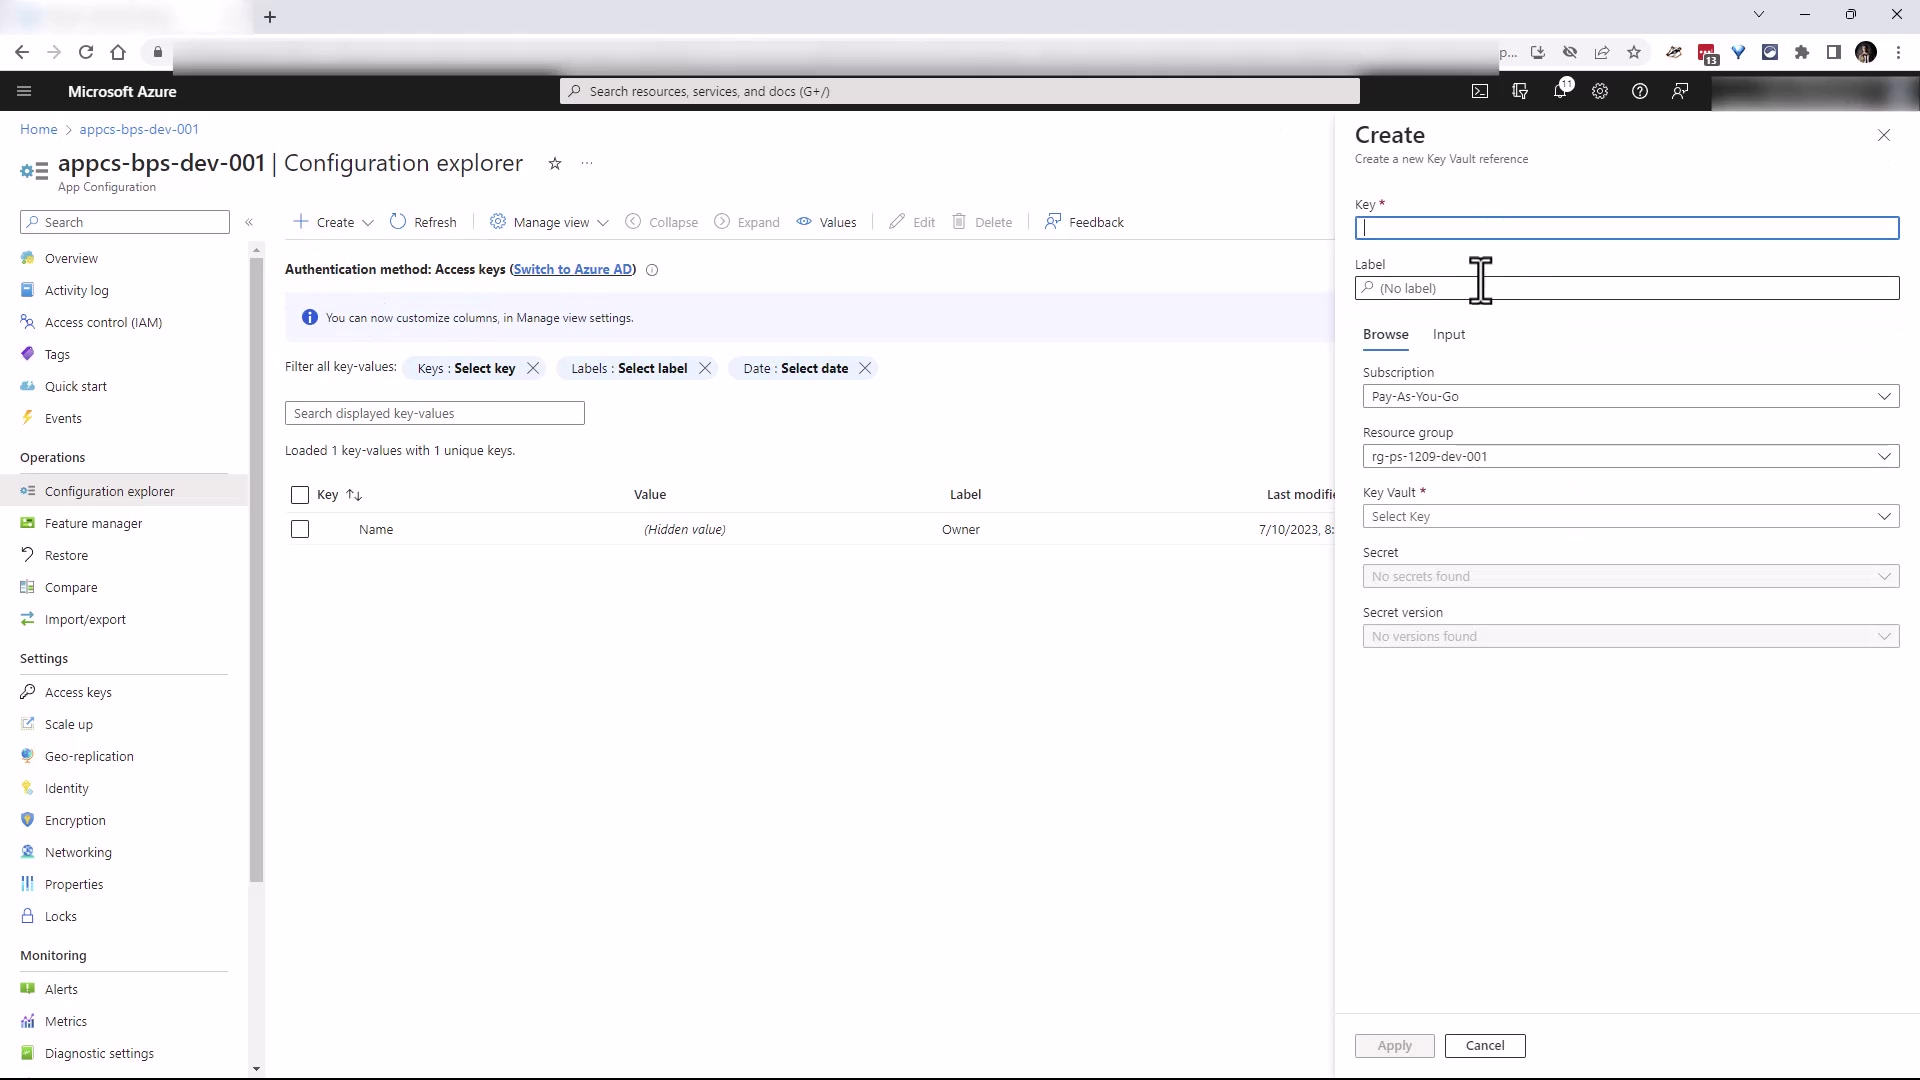 p...
13
Microsoft Azure
Search resources, services, and docs (G+/)
11
Home > appcs-bps-dev-001
appcs-bps-dev-001 | Configuration explorer
App Configuration
Search
Overview
Activity log
Access control (IAM)
Tags
Quick start
Events
Operations
Configuration explorer
Feature manager
Restore
Compare
Import/export
Settings
Access keys
Scale up
Geo-replication
Identity
Encryption
Networking
Properties
Locks
Monitoring
Alerts
Metrics
Diagnostic settings
Create Refresh Manage view Collapse Expand Values Edit Delete Feedback
Authentication method: Access keys (Switch to Azure AD)
You can now customize columns, in Manage view settings.
Filter all key-values: Keys : Select key Labels : Select label Date : Select date
Search displayed key-values
Loaded 1 key-values with 1 unique keys.
Key Value Label Last modifie
Name (Hidden value) Owner 7/10/2023, 8:
Create
Create a new Key Vault reference
Key *
Label
(No label)
Browse Input
Subscription
Pay-As-You-Go
Resource group
rg-ps-1209-dev-001
Key Vault *
Select Key
Secret
No secrets found
Secret version
No versions found
Apply Cancel